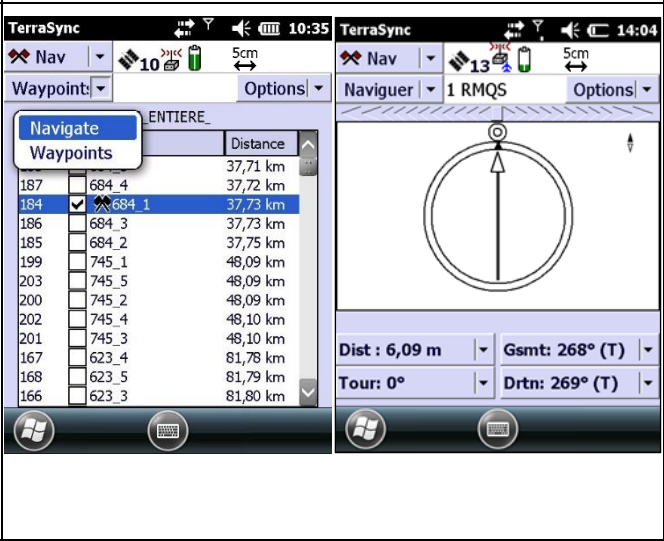 TerraSync 10:35
Nav 10 5cm
Waypoint: Options
_ENTIERE_
Navigate
Waypoints
Distance
37,71 km
187 684_4 37,72 km
184 684_1 37,73 km
186 684_3 37,73 km
185 684_2 37,75 km
199 745_1 48,09 km
203 745_5 48,09 km
200 745_2 48,09 km
202 745_4 48,10 km
201 745_3 48,10 km
167 623_4 81,78 km
168 623_5 81,79 km
166 623_3 81,80 km
TerraSync 14:04
Nav 13 5cm
Naviguer 1 RMQS Options
Dist : 6,09 m Gsmt: 268° (T)
Tour: 0° Drtn: 269° (T)